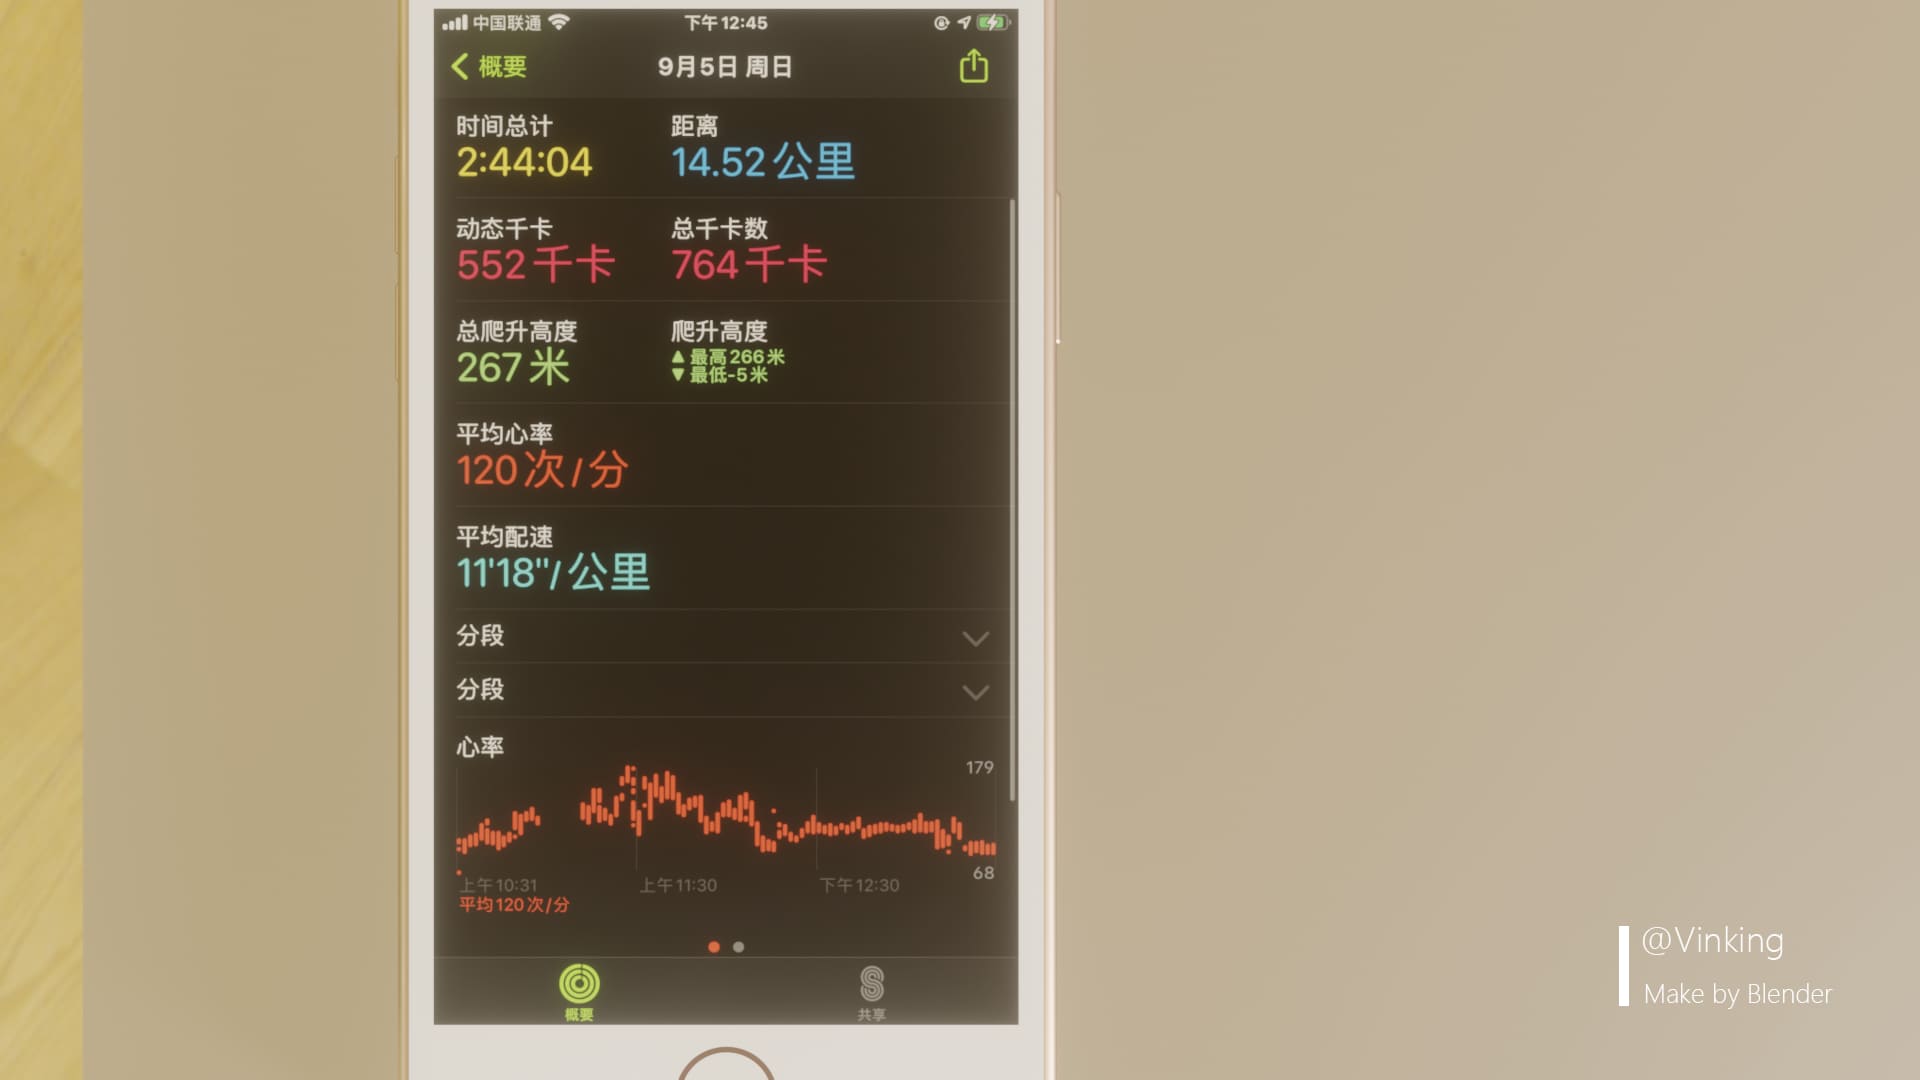 中国联通
下午12:45
概要
9月5日 周日
时间总计
2:44:04
距离
14.52公里
动态千卡
552千卡
总千卡数
764千卡
总爬升高度
267米
爬升高度
▲最高266米
▼最低-5米
平均心率
120次/分
平均配速
11'18"/公里
分段
分段
心率
179
68
上午10:31
上午11:30
下午12:30
平均120次/分
概要
共享
@Vinking
Make by Blender